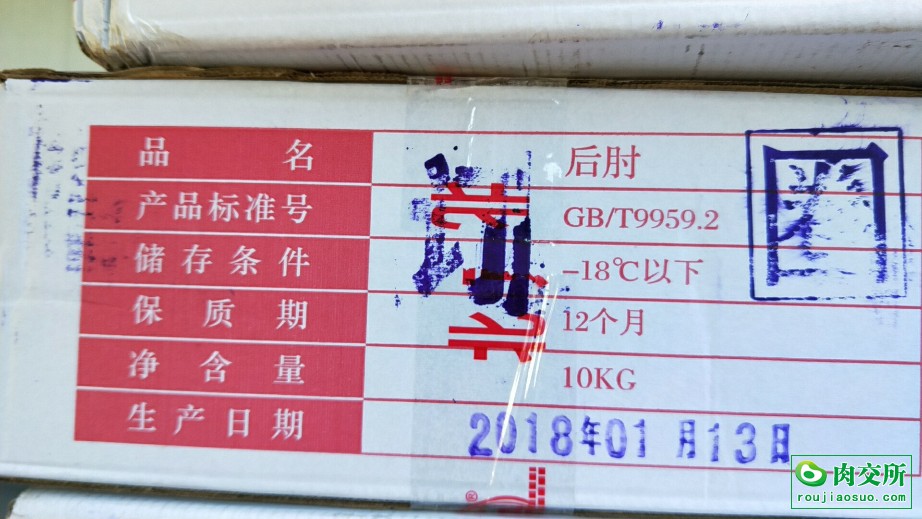 品名 后肘
产品标准号 GB/T9959.2
储存条件 -18℃以下
保质期 12个月
净含量 10KG
生产日期 2018年01月13日
肉交所
roujiaosuo.com